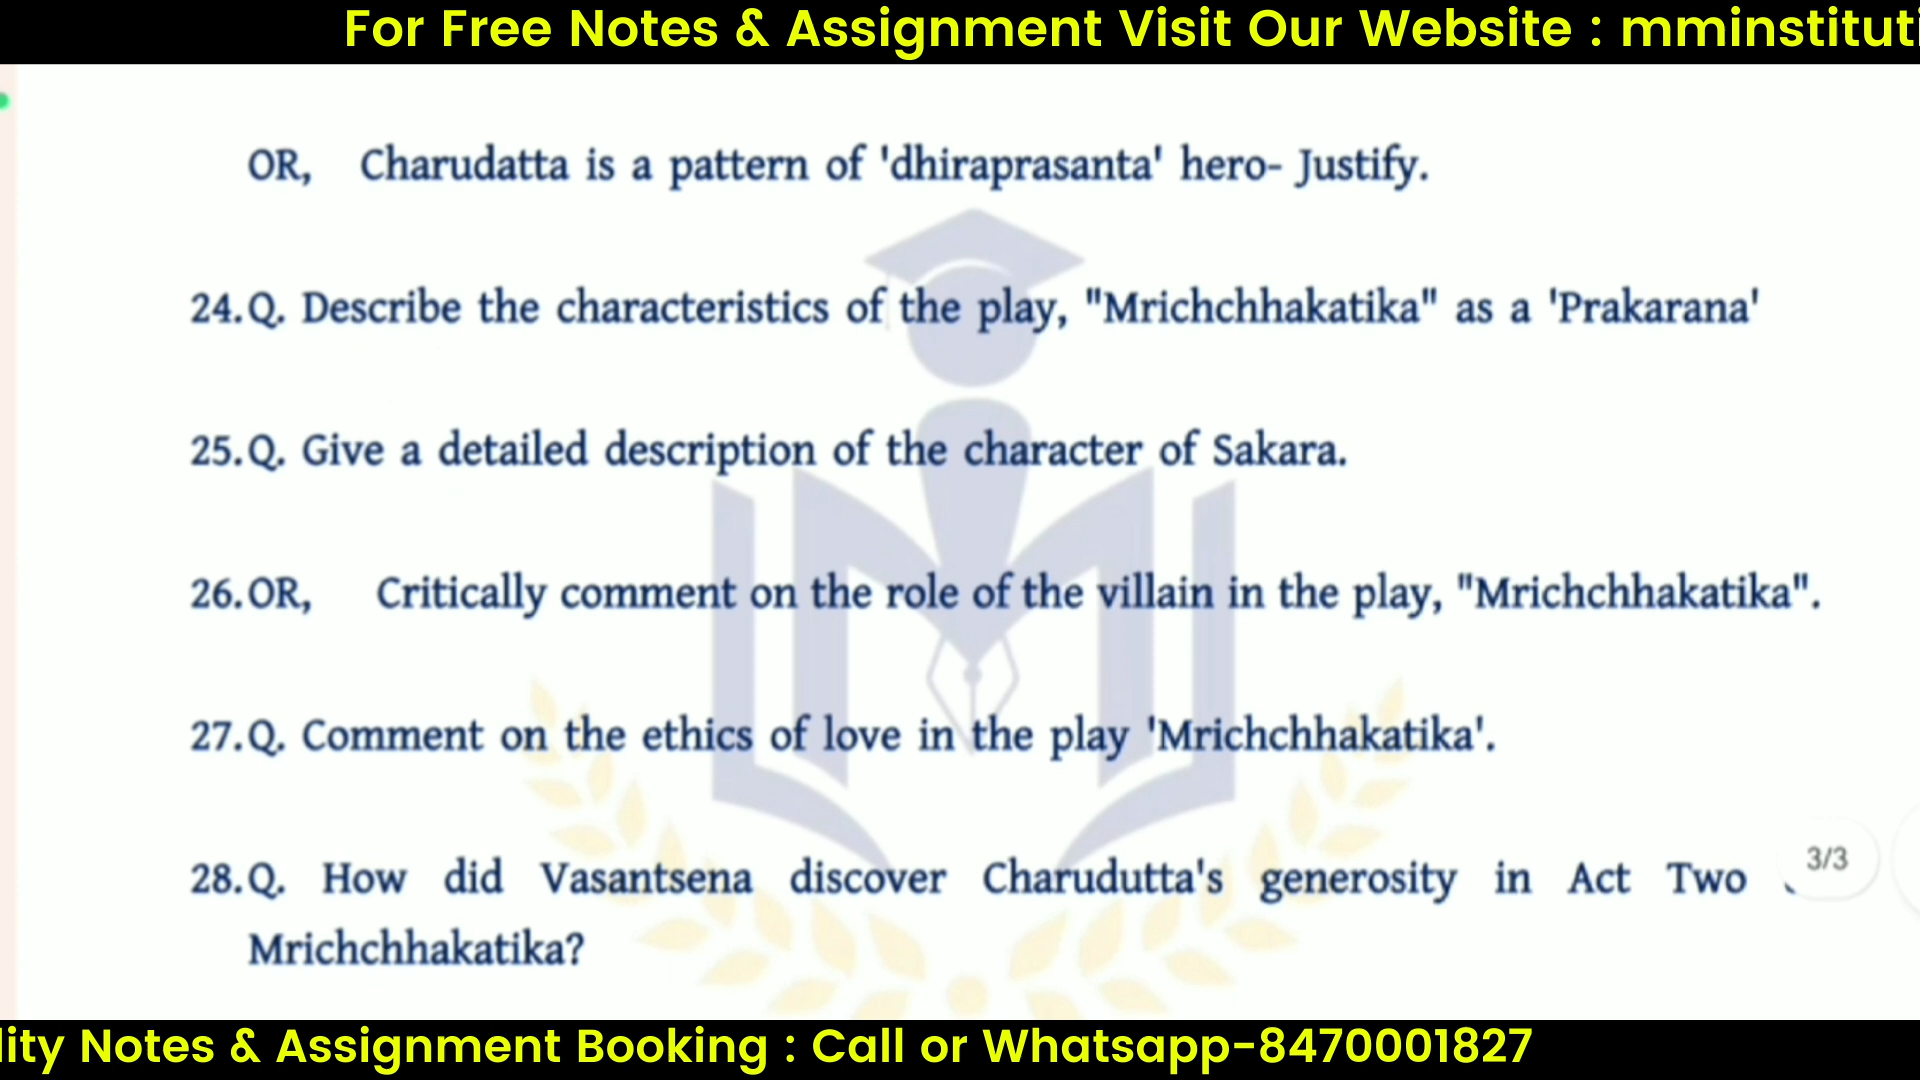 For Free Notes & Assignment Visit Our Website : mminstituti
OR, Charudatta is a pattern of 'dhiraprasanta' hero- Justify.
24.Q. Describe the characteristics of the play, "Mrichchhakatika" as a 'Prakarana'
25.Q. Give a detailed description of the character of Sakara.
26.OR, Critically comment on the role of the villain in the play, "Mrichchhakatika".
27.Q. Comment on the ethics of love in the play 'Mrichchhakatika'.
28.Q. How did Vasantsena discover Charudutta's generosity in Act Two
3/3
Mrichchhakatika?
lity Notes & Assignment Booking : Call or Whatsapp-8470001827